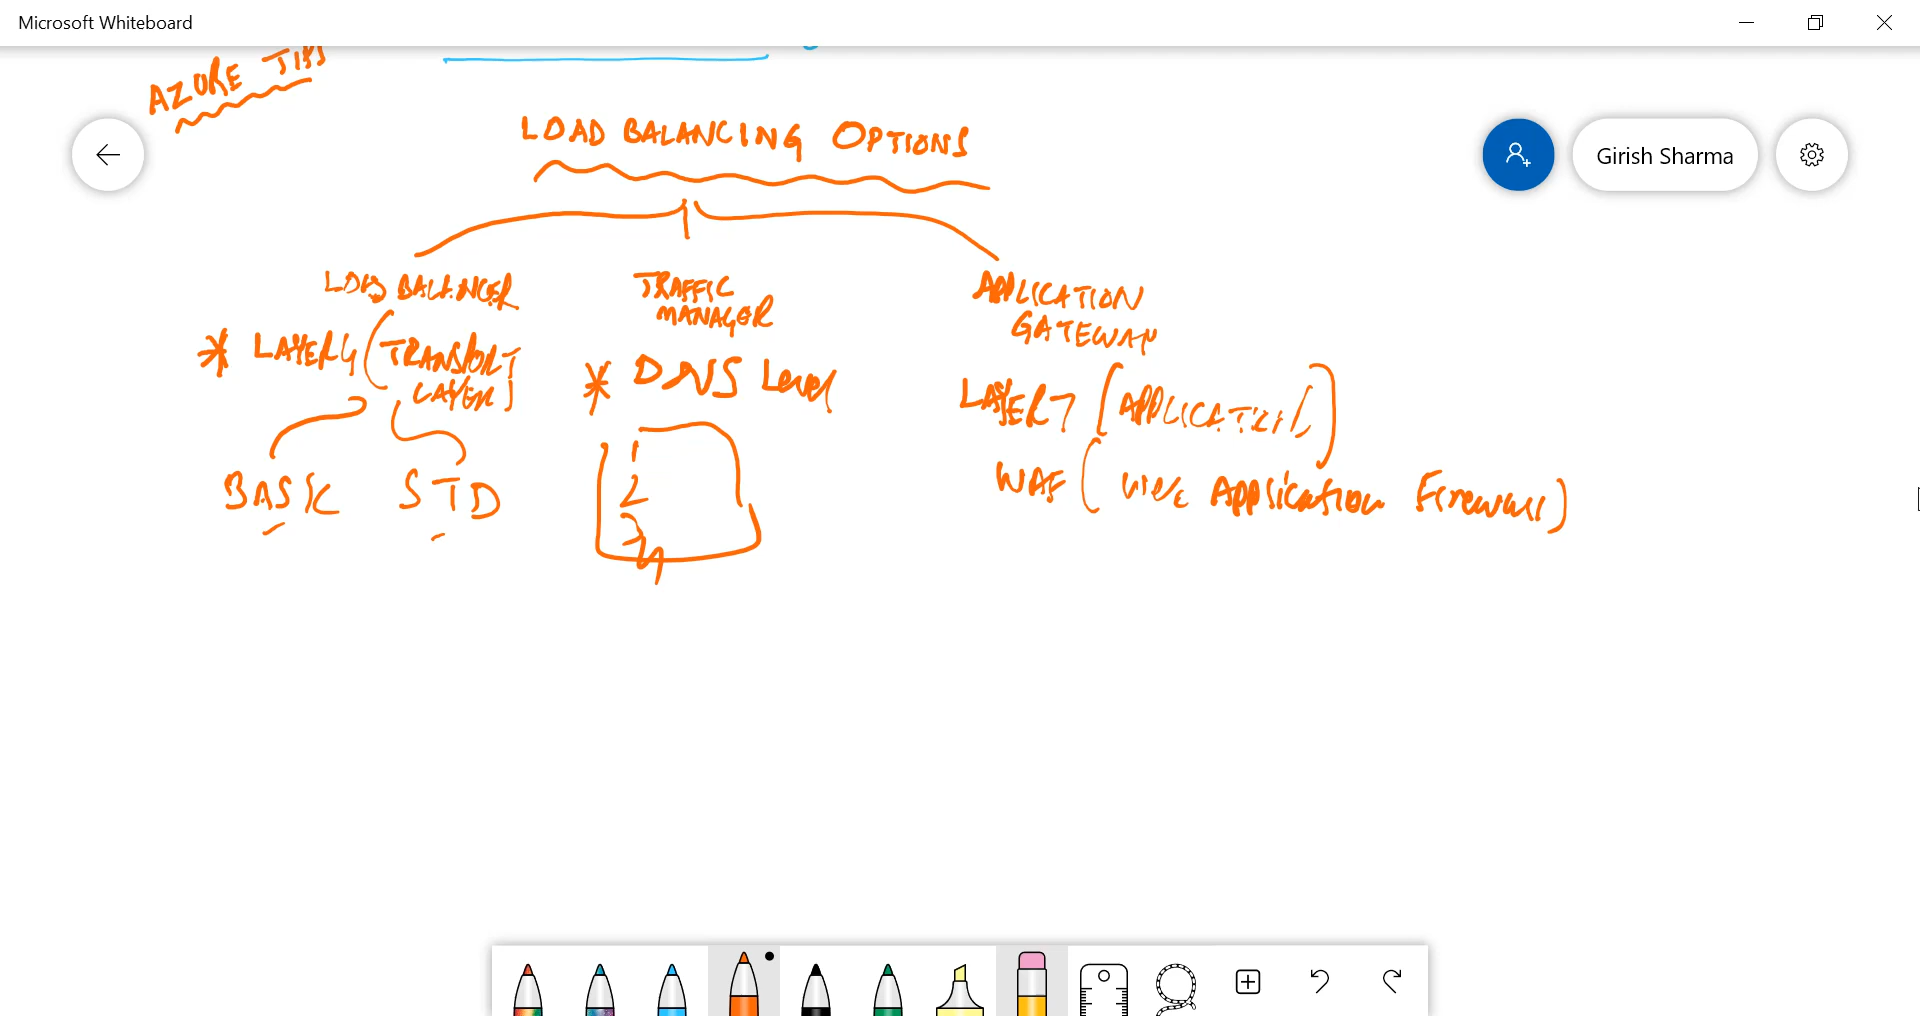 Microsoft Whiteboard
AZURE TIPS
LOAD BALANCING OPTIONS
Girish Sharma
LOAD BALANCER
TRAFFIC
MANAGER
APPLICATION
GATEWAY
* LAYER 4 (TRANSPORT
LAYER)
* DNS Level
LAYER 7 [APPLICATION]
BASIC STD
1
2
3
4
WAF (Application Firewall)